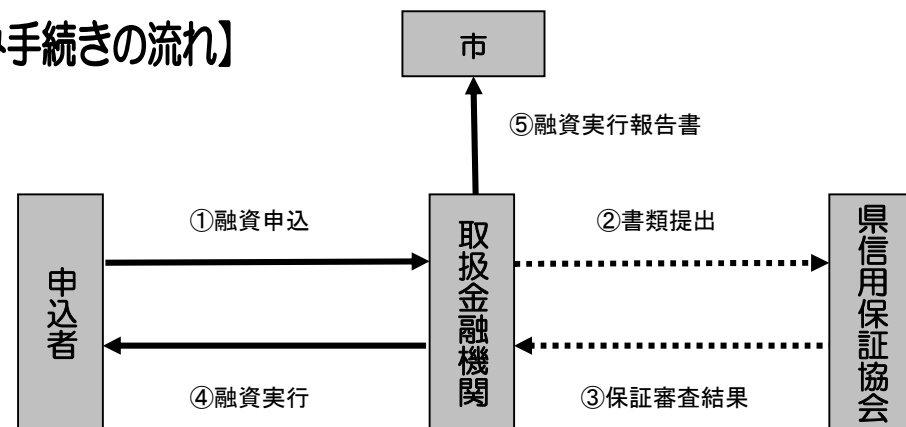 手続きの流れ】
市
⑤融資実行報告書
①融資申込
②書類提出
申込者
取扱金融機関
県信用保証協会
④融資実行
③保証審査結果